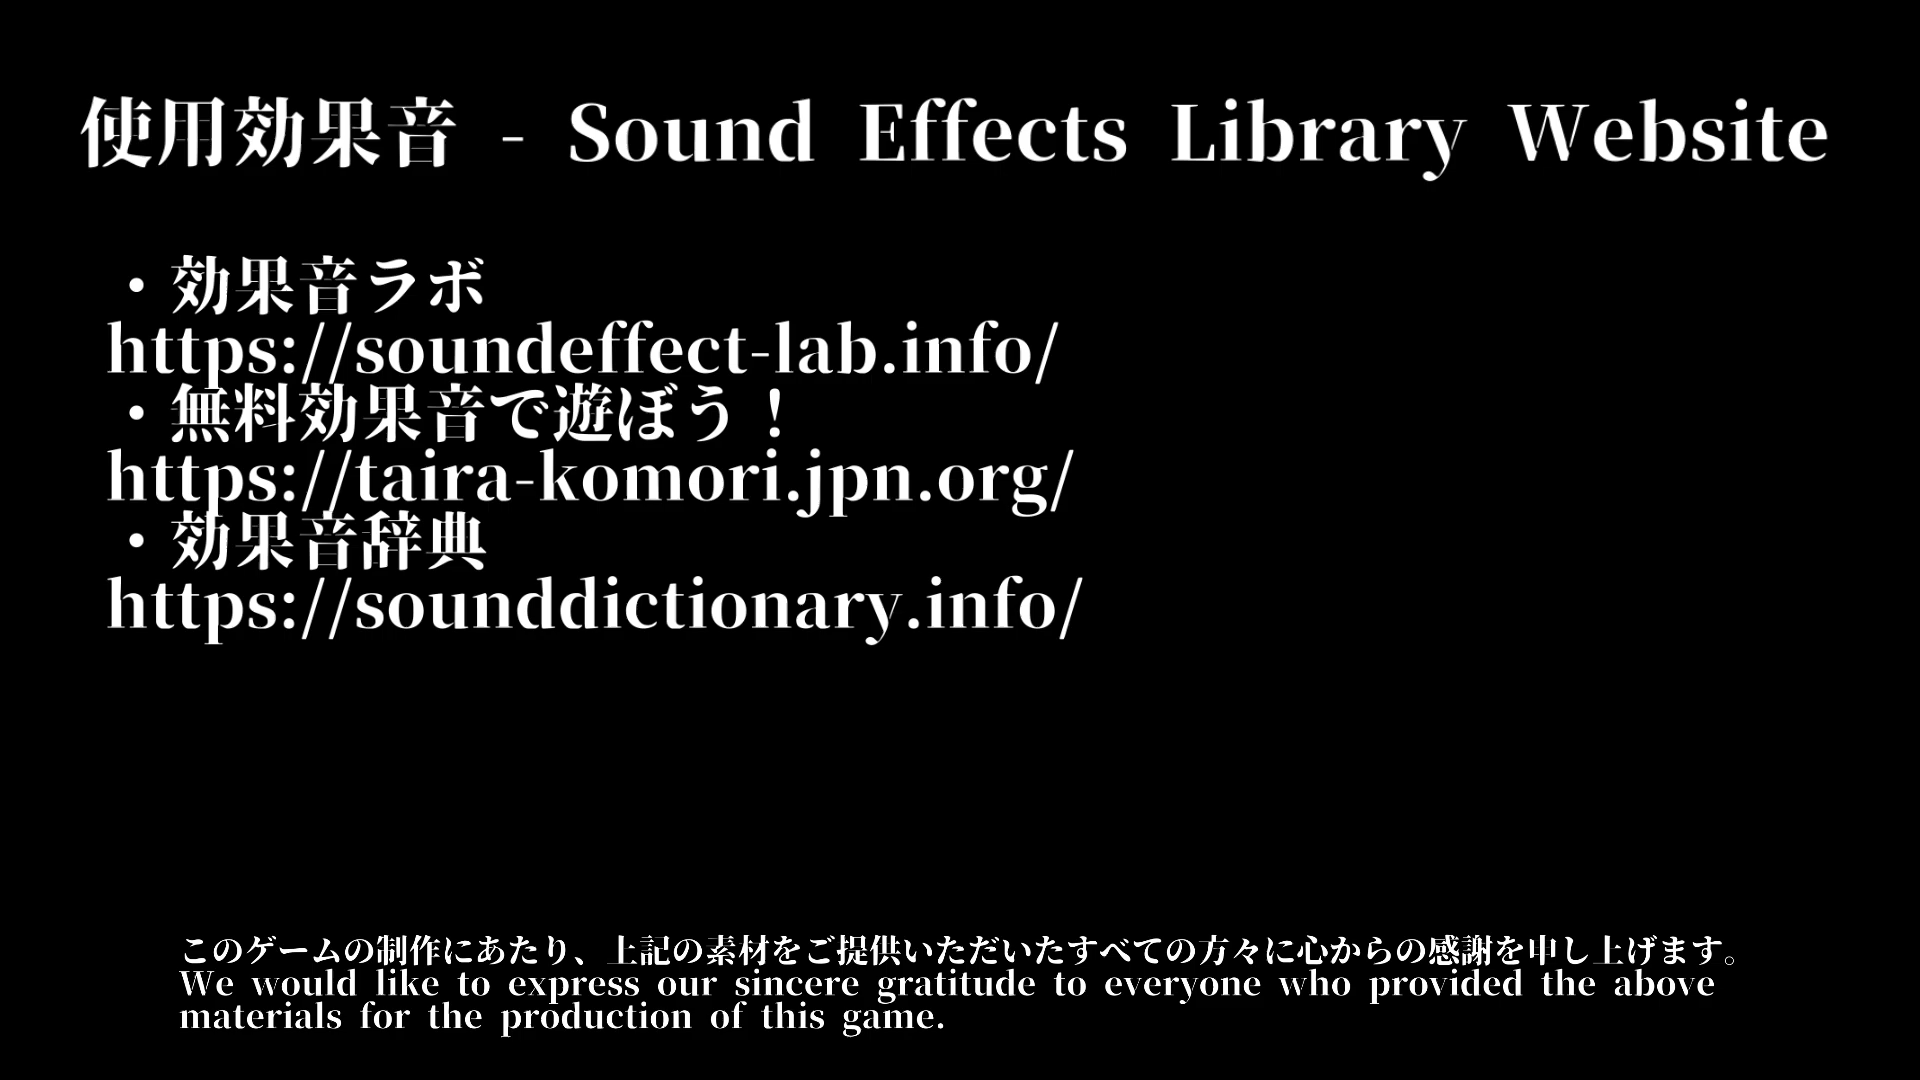 使用効果音 - Sound Effects Library Website
・効果音ラボ
https://soundeffect-lab.info/
・無料効果音で遊ぼう！
https://taira-komori.jpn.org/
・効果音辞典
https://sounddictionary.info/
このゲームの制作にあたり、上記の素材をご提供いただいたすべての方々に心からの感謝を申し上げます。
We would like to express our sincere gratitude to everyone who provided the above
materials for the production of this game.